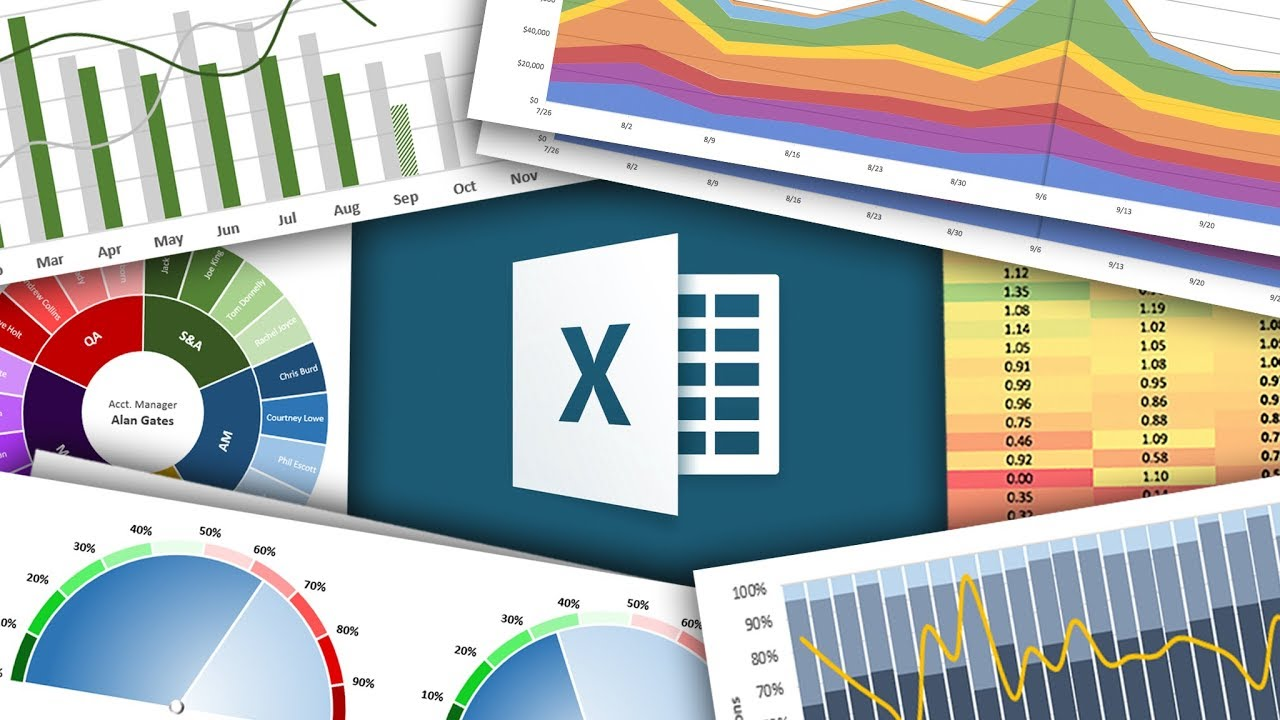 Mar
Apr
May
Jun
Jul
Aug
Sep
Oct
Nov
$40,000
$20,000
$0
7/26
8/2
8/9
8/16
8/23
8/30
9/6
9/13
9/20
$0
7/26
8/2
8/9
8/16
8/23
8/30
9/6
9/13
9/20
QA
S&A
AM
Joe King
Tom Donnelly
Rachel Joyce
Chris Burd
Courtney Lowe
Phil Escott
Acct. Manager
Alan Gates
X
1.12
1.35
1.08 1.19
1.14 1.02
1.05 1.05
0.91 1.08
0.99 0.95
0.96 0.86
0.75 0.88
0.46 1.09
0.92 0.58
0.00 1.10
0.35
20%
30%
40%
50%
60%
70%
80%
90%
10%
20%
30%
40%
50%
60%
100%
90%
80%
70%